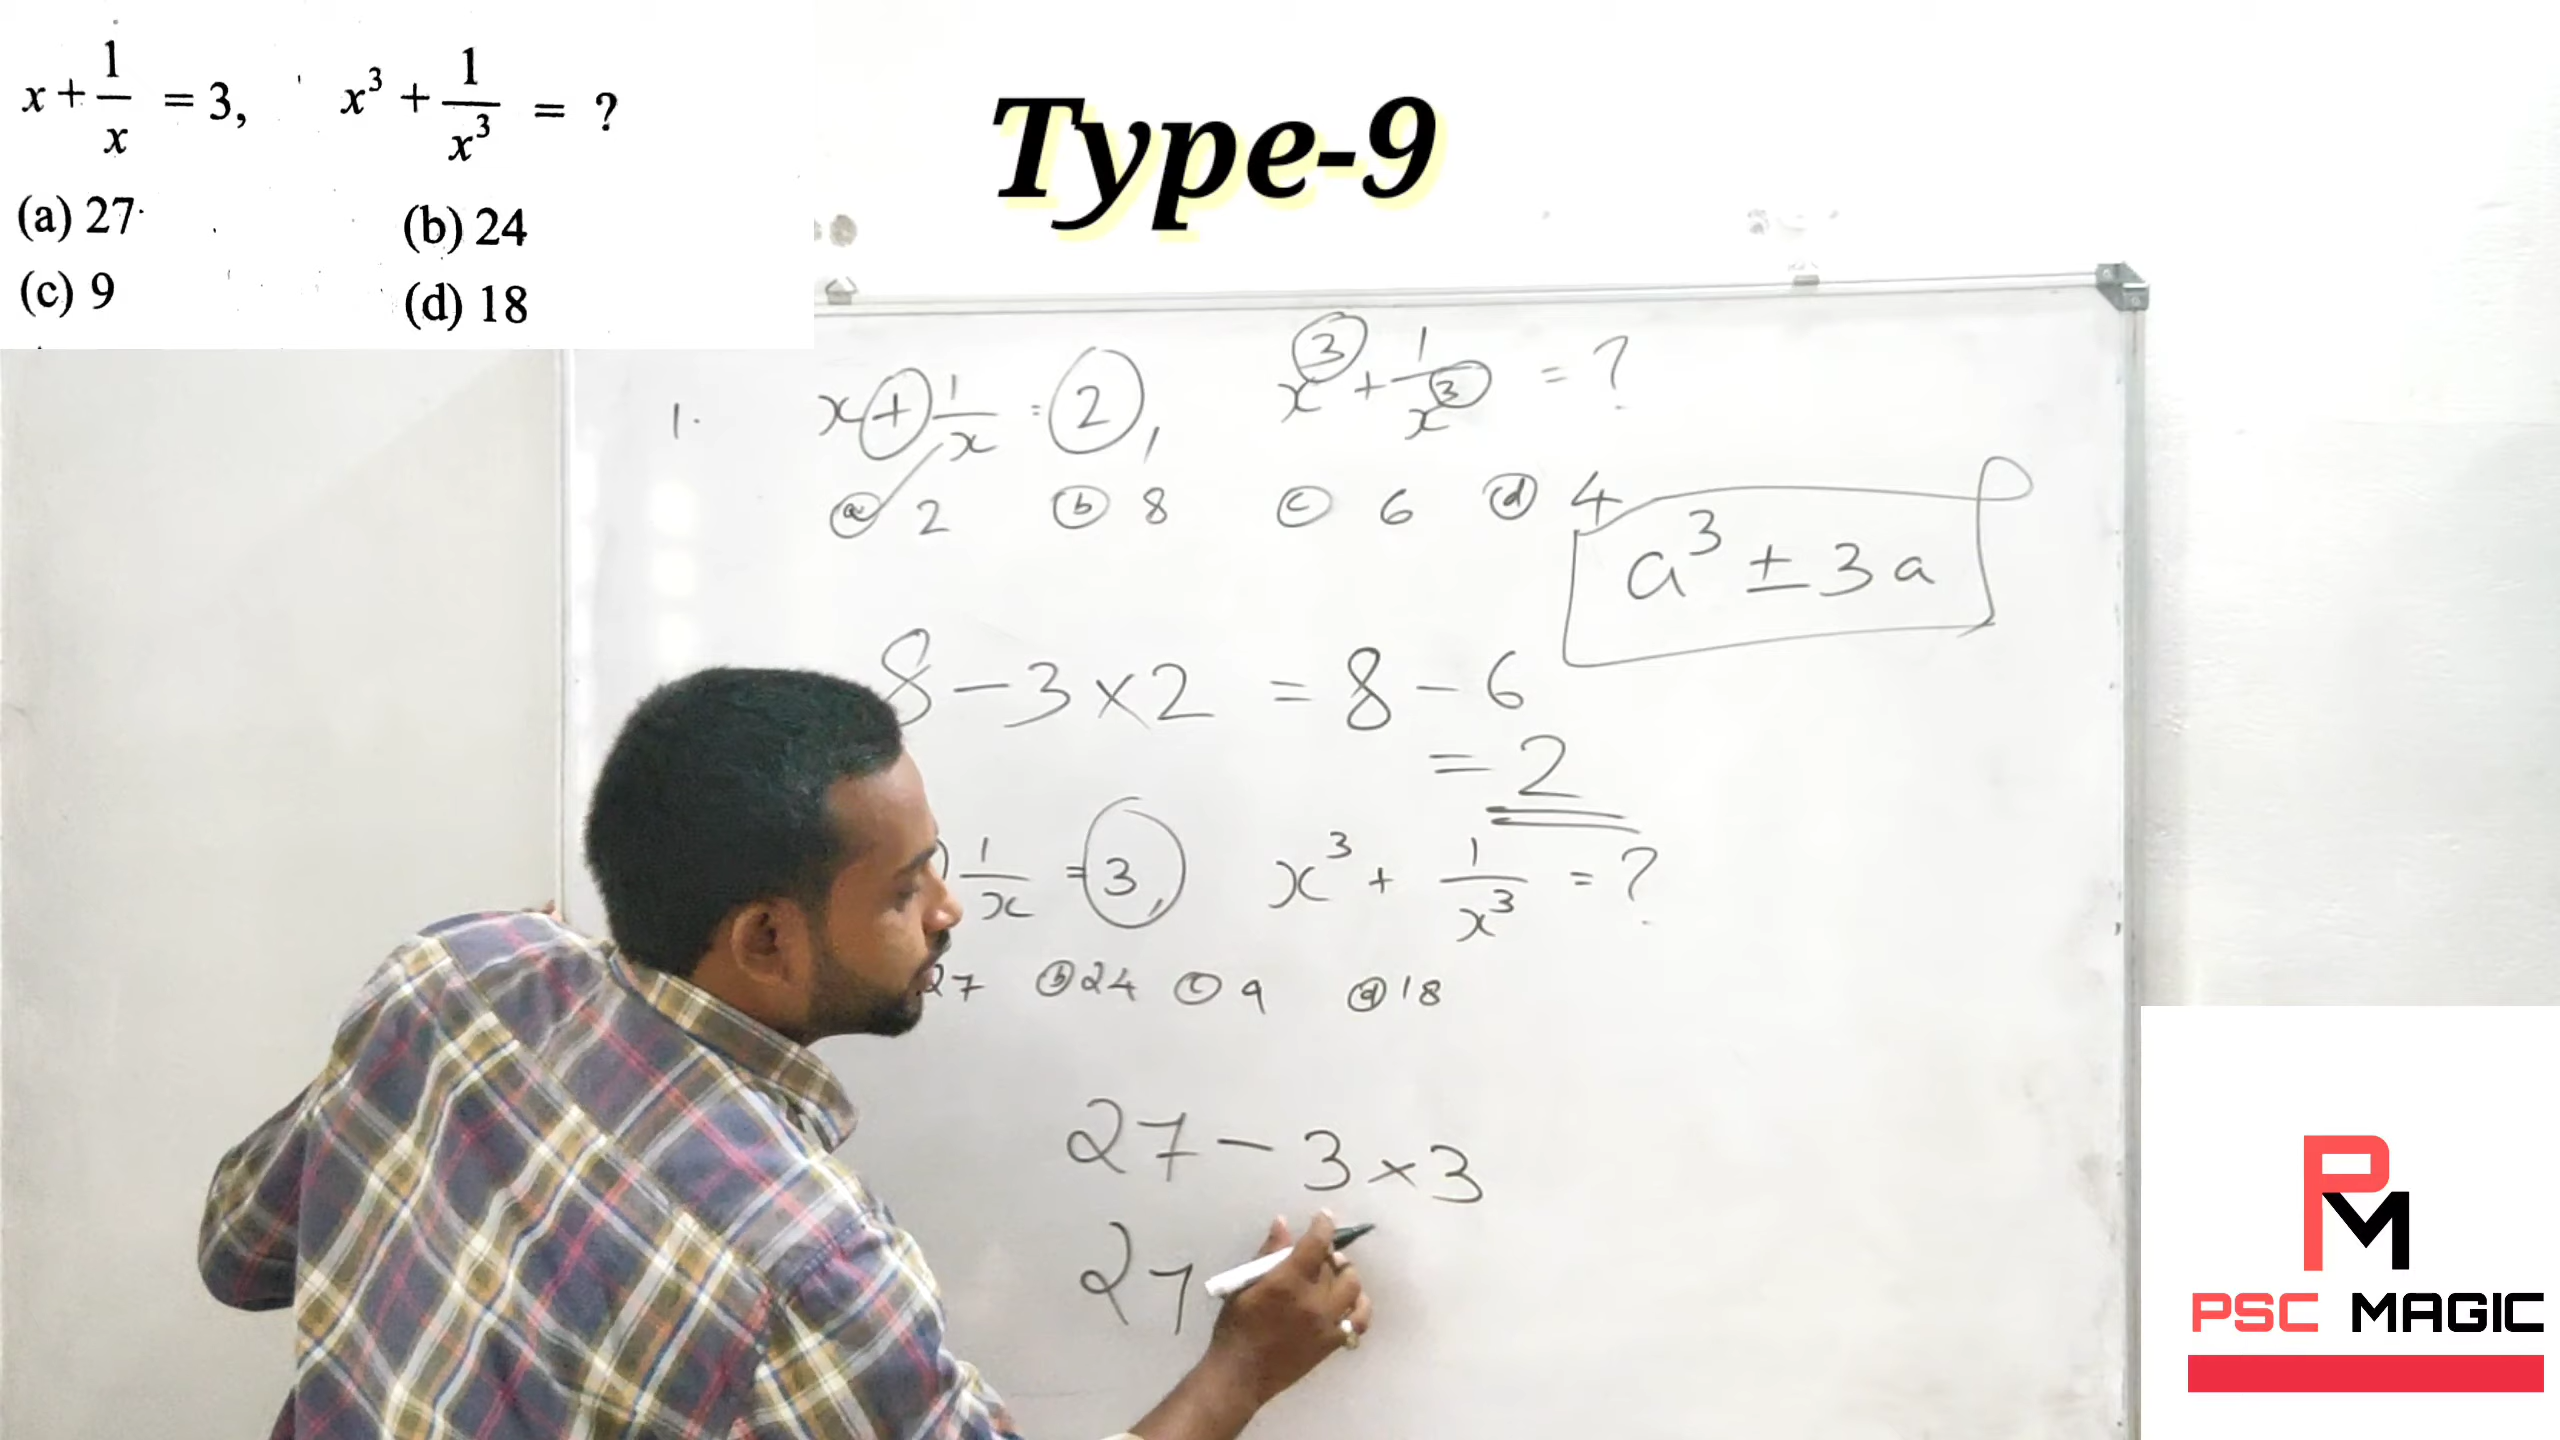 x + 1/x = 3, x³ + 1/x³ = ?
(a) 27 (b) 24
(c) 9 (d) 18
Type-9
1. x + 1/x = 2, x³ + 1/x³ = ?
ⓐ 2 ⓑ 8 ⓒ 6 ⓓ 4
a³ ± 3a
8 - 3 × 2 = 8 - 6
= 2
1/x = 3, x³ + 1/x³ = ?
27 ⓑ 24 ⓒ 9 ⓓ 18
27 - 3 × 3
27
PM
PSC MAGIC